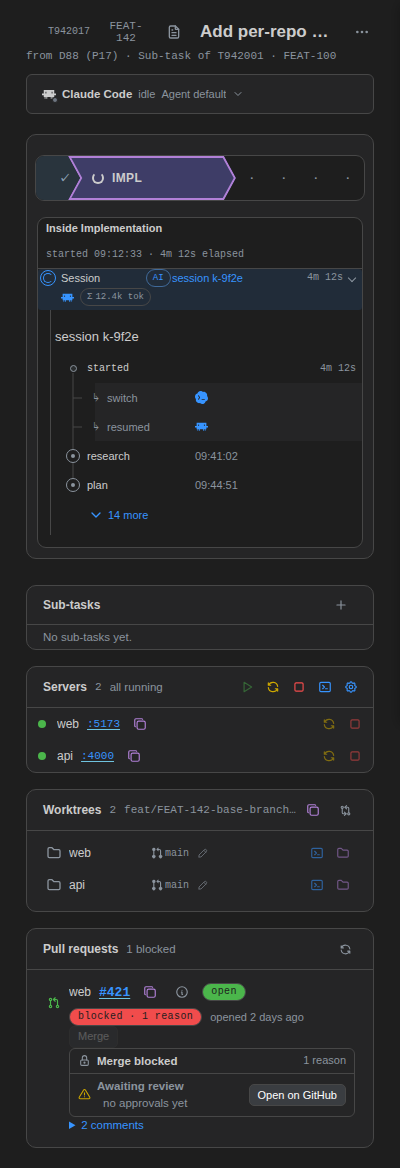 T942017 FEAT-142 Add per-repo … ···
from D88 (P17) · Sub-task of T942001 · FEAT-100
Claude Code idle Agent default
✓ IMPL
Inside Implementation
started 09:12:33 · 4m 12s elapsed
Session AI session k-9f2e 4m 12s
Σ 12.4k tok
session k-9f2e
started 4m 12s
↳ switch
↳ resumed
research 09:41:02
plan 09:44:51
14 more
Sub-tasks +
No sub-tasks yet.
Servers 2 all running
web :5173
api :4000
Worktrees 2 feat/FEAT-142-base-branch…
web main
api main
Pull requests 1 blocked
web #421 open
blocked · 1 reason opened 2 days ago
Merge
Merge blocked 1 reason
Awaiting review
no approvals yet Open on GitHub
2 comments